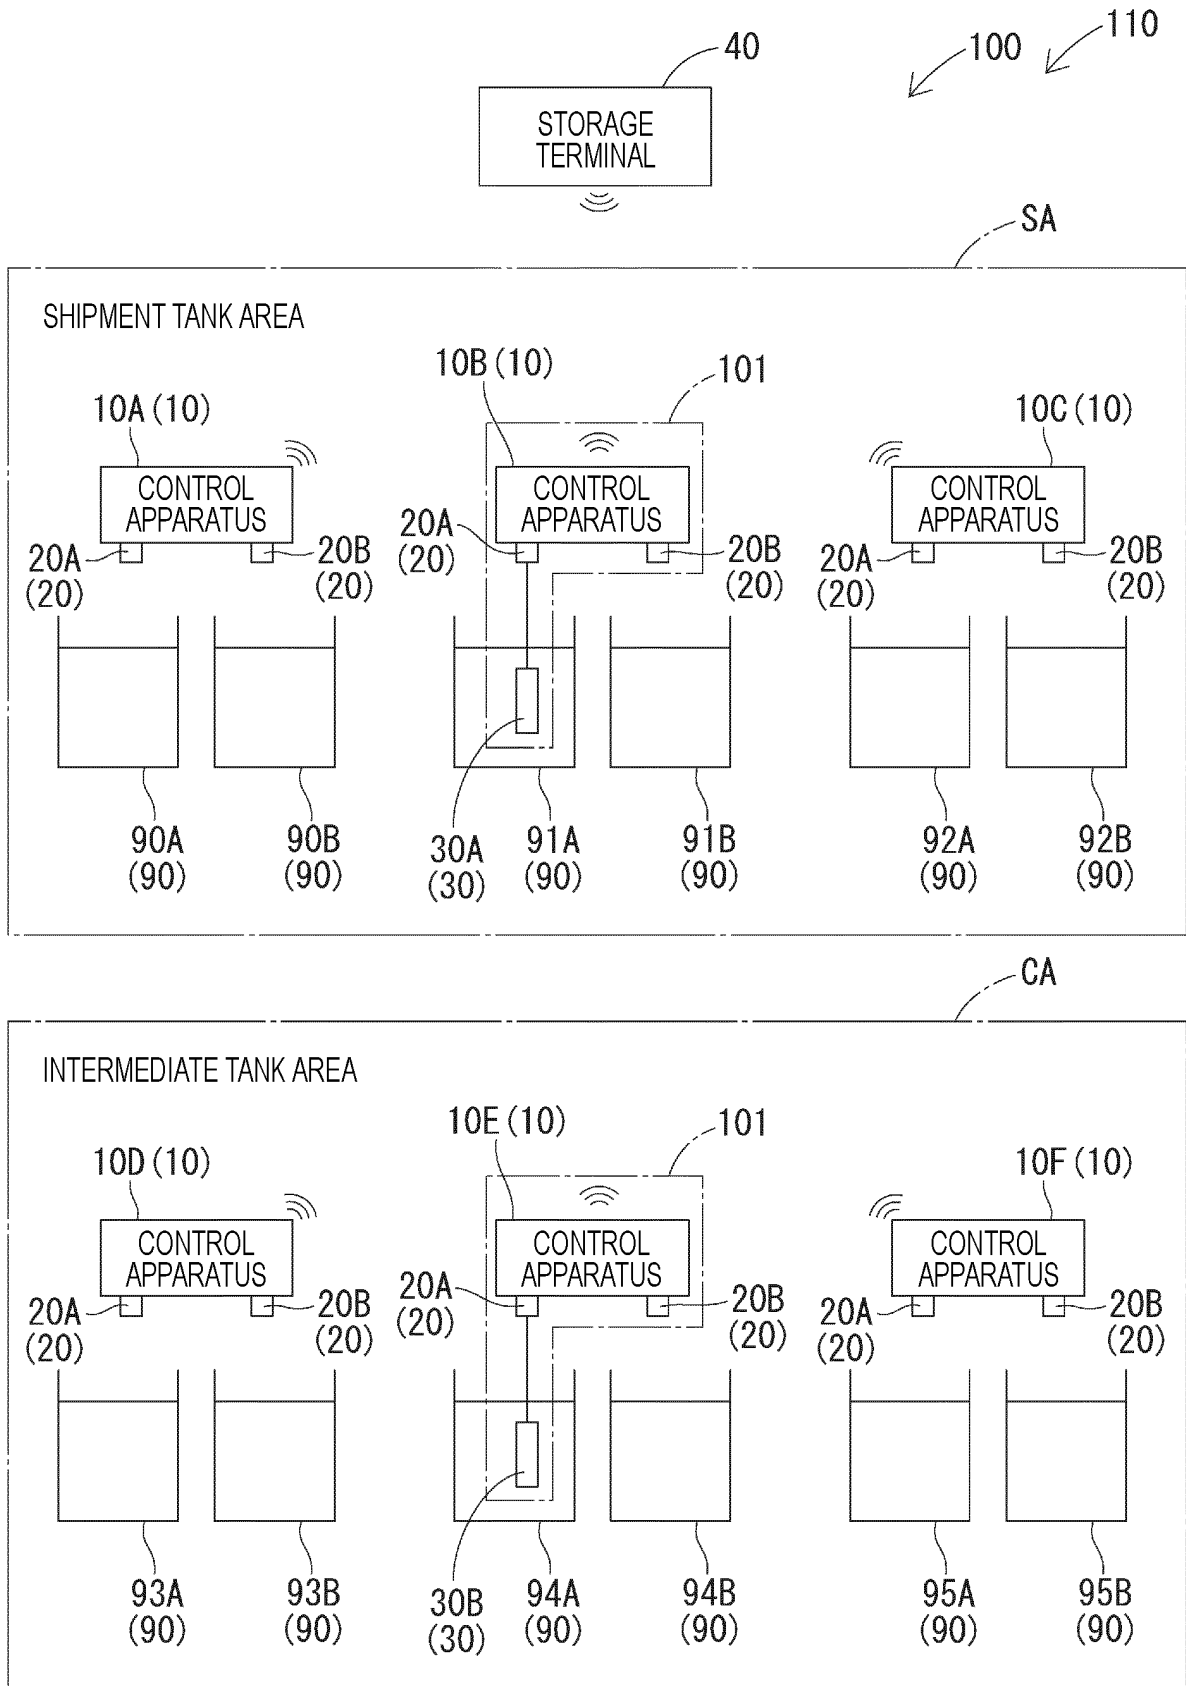 110
100
40
STORAGE
TERMINAL
SA
SHIPMENT TANK AREA
10B(10)
101
10A(10)
10C(10)
CONTROL
APPARATUS
CONTROL
APPARATUS
CONTROL
APPARATUS
20A
(20)
20B
(20)
20A
(20)
20B
(20)
20A
(20)
20B
(20)
90A
(90)
90B
(90)
30A
(30)
91A
(90)
91B
(90)
92A
(90)
92B
(90)
CA
INTERMEDIATE TANK AREA
10E(10)
101
10D(10)
10F(10)
CONTROL
APPARATUS
CONTROL
APPARATUS
CONTROL
APPARATUS
20A
(20)
20B
(20)
20A
(20)
20B
(20)
20A
(20)
20B
(20)
93A
(90)
93B
(90)
30B
(30)
94A
(90)
94B
(90)
95A
(90)
95B
(90)